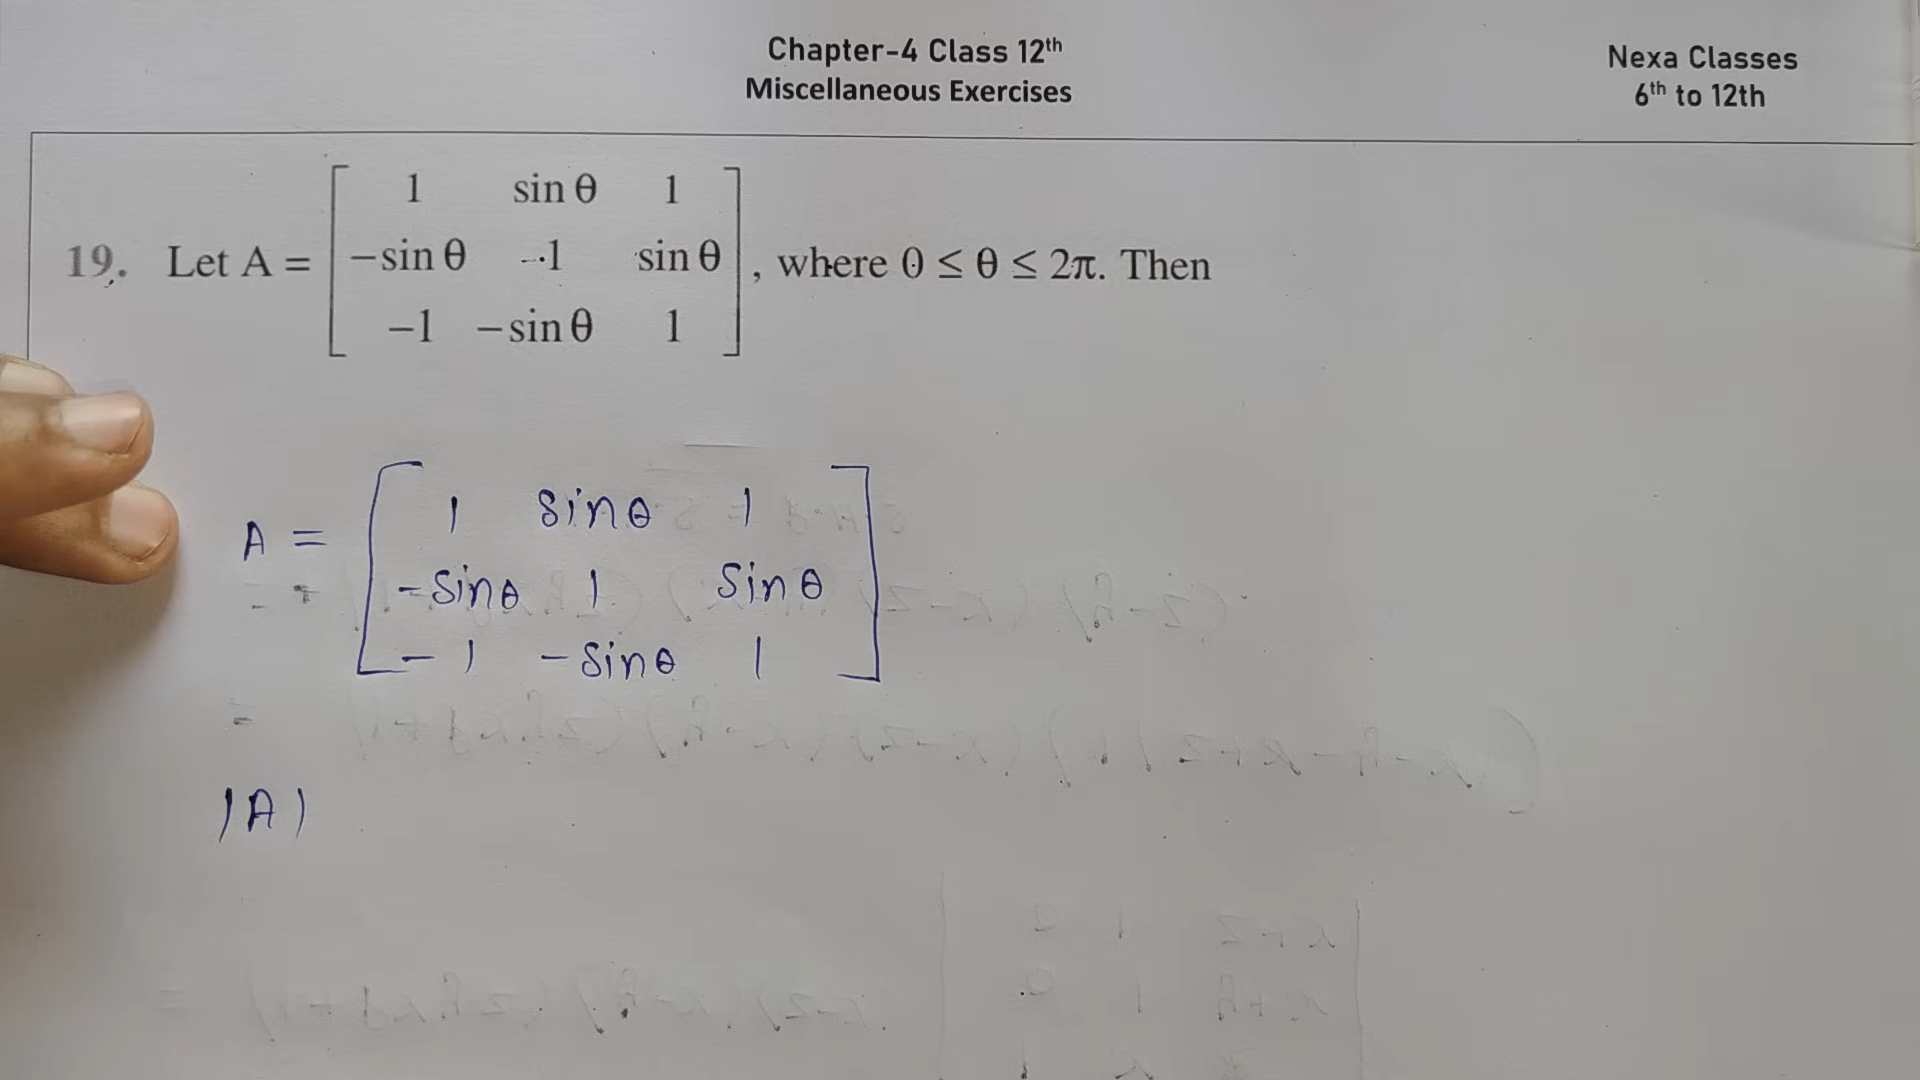 Chapter-4 Class 12th
Miscellaneous Exercises
Nexa Classes
6th to 12th
19. Let A = [ 1 sin θ 1
−sin θ --1 sin θ
−1 −sin θ 1 ], where 0 ≤ θ ≤ 2π. Then
A = [ 1 sinθ 1
-sinθ 1 sinθ
-1 -sinθ 1 ]
|A|